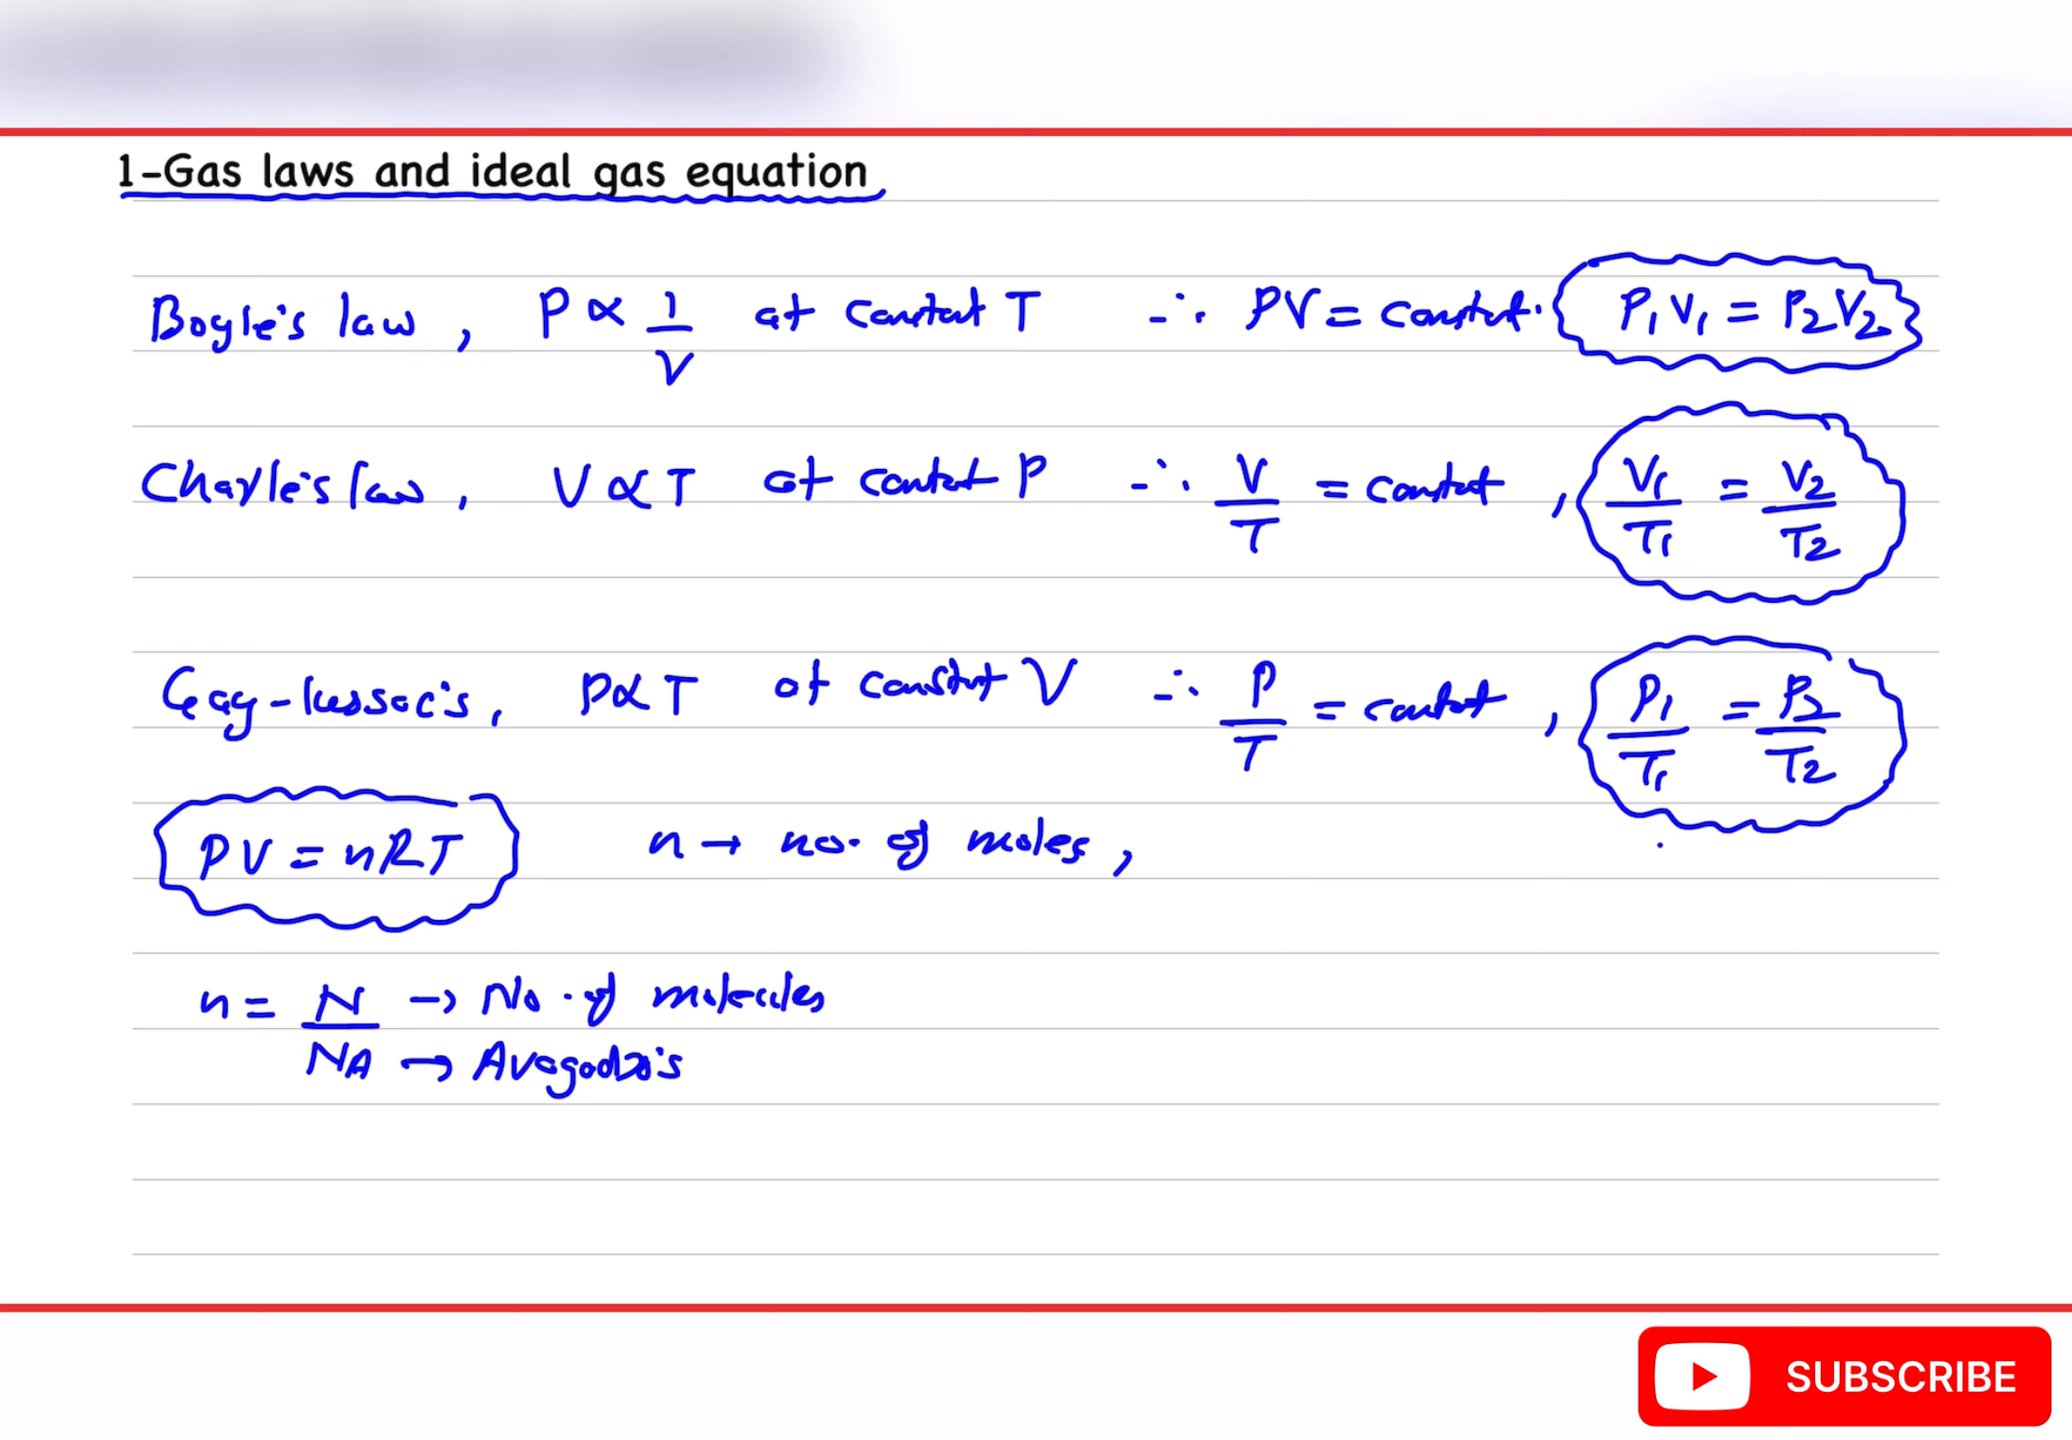 1-Gas laws and ideal gas equation
Boyle's law, P ∝ 1/V at constant T ∴ PV = constant. P₁V₁ = P₂V₂
Charle's law, V ∝ T at constant P ∴ V/T = constant, V₁/T₁ = V₂/T₂
Gay-lussac's, P ∝ T at constant V ∴ P/T = constant, P₁/T₁ = P₂/T₂
PV = nRT n → no. of moles,
n = N/NA
N → No. of molecules
NA → Avogadro's
SUBSCRIBE